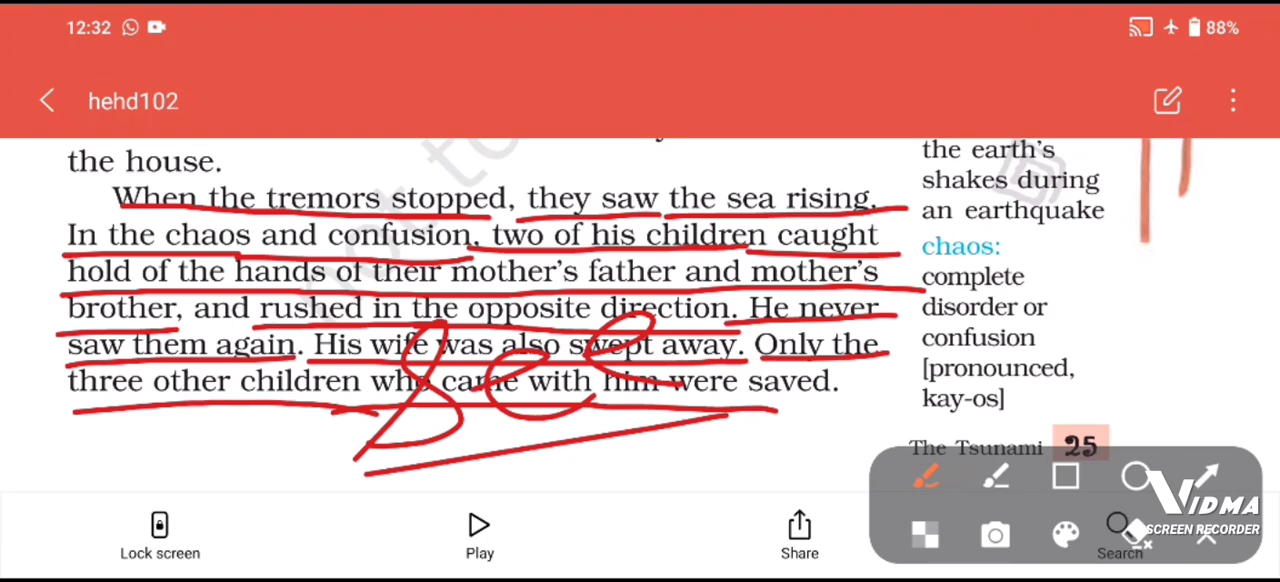 12:32
88%
hehd102
the house.
When the tremors stopped, they saw the sea rising.
In the chaos and confusion, two of his children caught
hold of the hands of their mother's father and mother's
brother, and rushed in the opposite direction. He never
saw them again. His wife was also swept away. Only the
three other children who came with him were saved.
see
the earth's
shakes during
an earthquake
chaos:
complete
disorder or
confusion
[pronounced,
kay-os]
The Tsunami 25
Lock screen
Play
Share
Search
VIDMA
SCREEN RECORDER